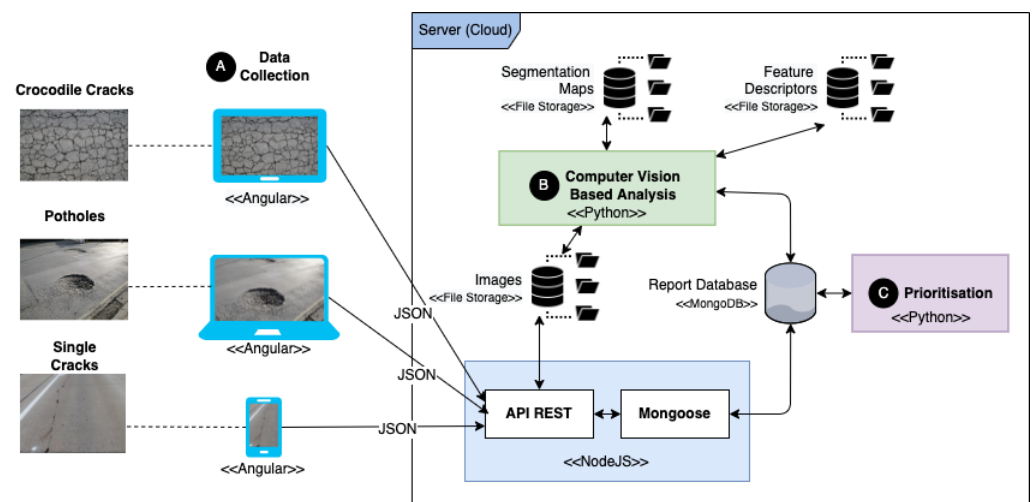 Server (Cloud)
A
Data
Collection
Crocodile Cracks
<<Angular>>
Potholes
<<Angular>>
Single
Cracks
<<Angular>>
JSON
JSON
JSON
Segmentation
Maps
<<File Storage>>
Feature
Descriptors
<<File Storage>>
B
Computer Vision
Based Analysis
<<Python>>
Images
<<File Storage>>
Report Database
<<MongoDB>>
C
Prioritisation
<<Python>>
API REST
Mongoose
<<NodeJS>>